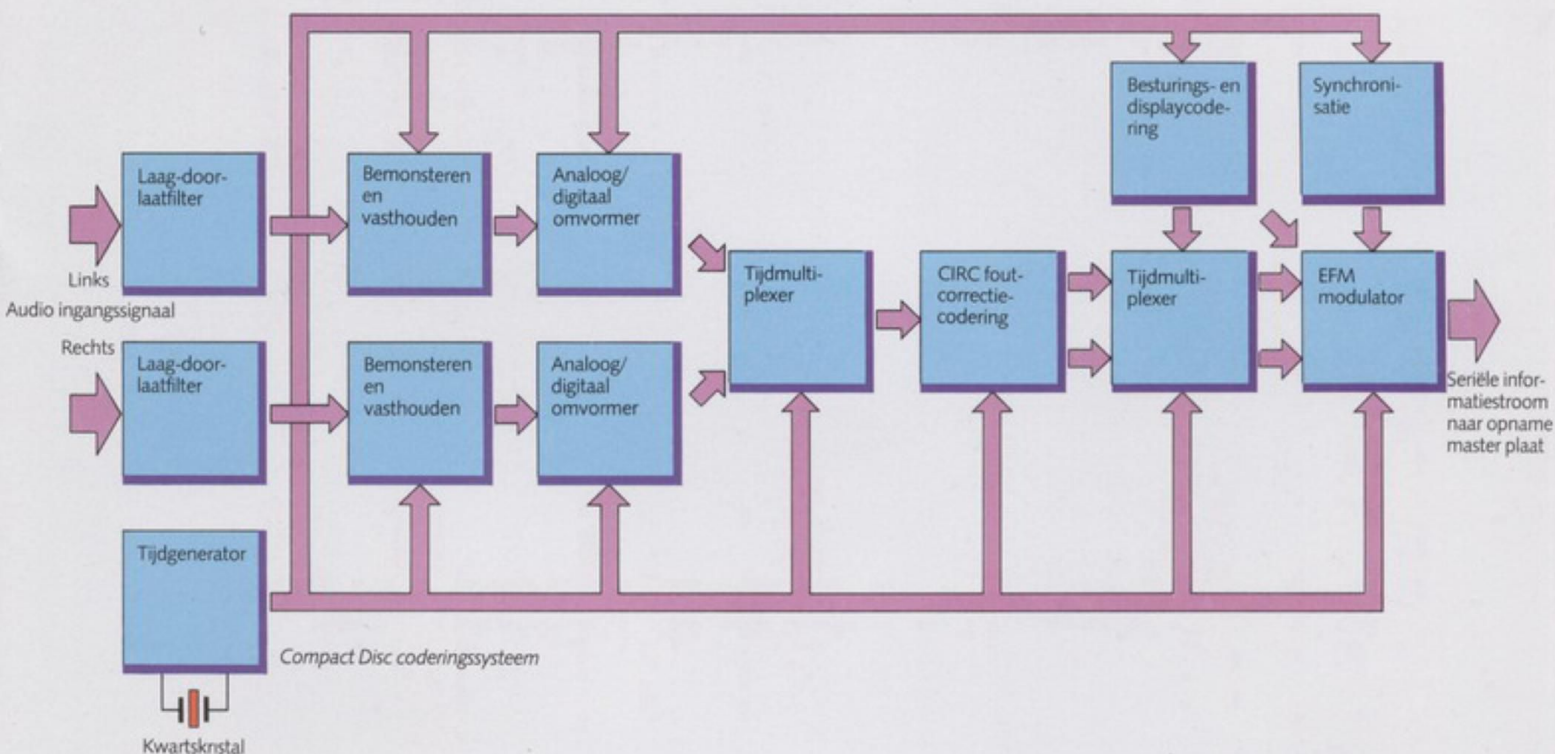 Besturings- en
displaycode-
ring
Synchroni-
satie
Laag-door-
laatfilter
Bemonsteren
en
vasthouden
Analoog/
digitaal
omvormer
Links
Audio ingangssignaal
Rechts
Tijdmulti-
plexer
CIRC fout-
correctie-
codering
Tijdmulti-
plexer
EFM
modulator
Laag-door-
laatfilter
Bemonsteren
en
vasthouden
Analoog/
digitaal
omvormer
Seriële infor-
matiestroom
naar opname
master plaat
Tijdgenerator
Compact Disc coderingssysteem
Kwartskristal